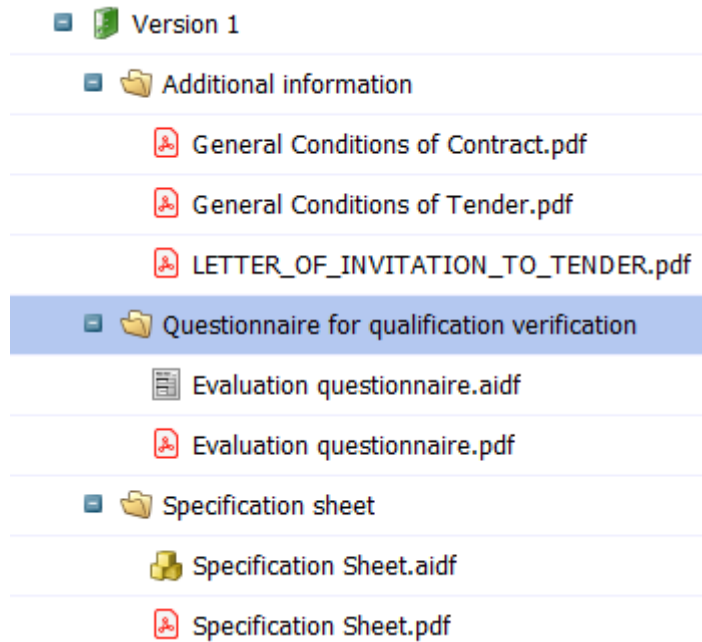 Version 1
Additional information
General Conditions of Contract.pdf
General Conditions of Tender.pdf
LETTER_OF_INVITATION_TO_TENDER.pdf
Questionnaire for qualification verification
Evaluation questionnaire.aidf
Evaluation questionnaire.pdf
Specification sheet
Specification Sheet.aidf
Specification Sheet.pdf